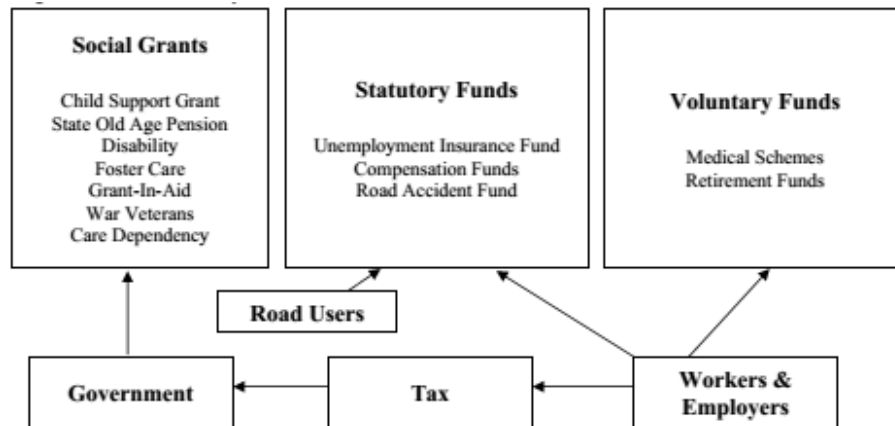 Social Grants
Child Support Grant
State Old Age Pension
Disability
Foster Care
Grant-In-Aid
War Veterans
Care Dependency
Statutory Funds
Unemployment Insurance Fund
Compensation Funds
Road Accident Fund
Voluntary Funds
Medical Schemes
Retirement Funds
Road Users
Government
Tax
Workers &
Employers